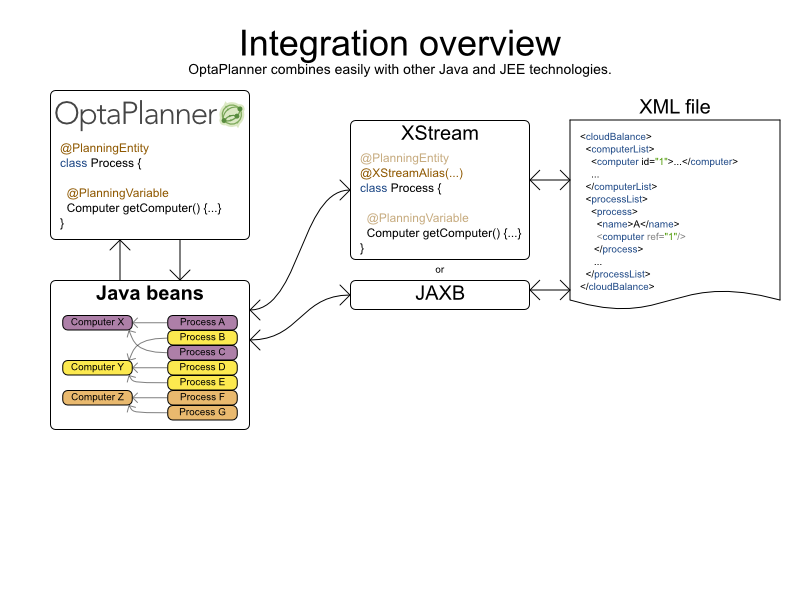 Integration overview
OptaPlanner combines easily with other Java and JEE technologies.
OptaPlanner
@PlanningEntity
class Process {
@PlanningVariable
Computer getComputer() {...}
}
Java beans
Computer X
Process A
Process B
Process C
Computer Y
Process D
Process E
Computer Z
Process F
Process G
XStream
@PlanningEntity
@XStreamAlias(...)
class Process {
@PlanningVariable
Computer getComputer() {...}
}
or
JAXB
XML file
<cloudBalance>
<computerList>
<computer id="1">...</computer>
...
</computerList>
<processList>
<process>
<name>A</name>
<computer ref="1"/>
</process>
...
</processList>
</cloudBalance>